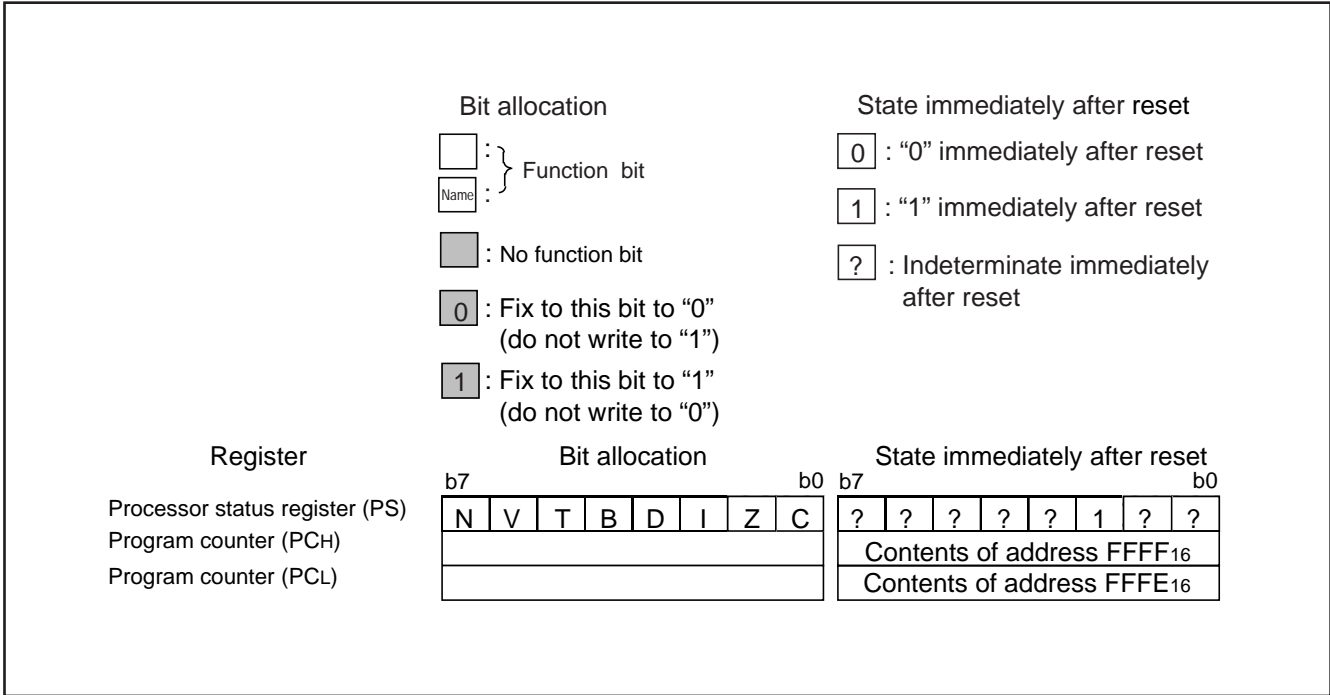 Bit allocation
:
Name :
Function bit
: No function bit
0 : Fix to this bit to “0”
(do not write to “1”)
1 : Fix to this bit to “1”
(do not write to “0”)
State immediately after reset
0 : “0” immediately after reset
1 : “1” immediately after reset
? : Indeterminate immediately
after reset
Register Bit allocation State immediately after reset
b7 b0 b7 b0
Processor status register (PS) N V T B D I Z C ? ? ? ? ? 1 ? ?
Program counter (PCH) Contents of address FFFF16
Program counter (PCL) Contents of address FFFE16